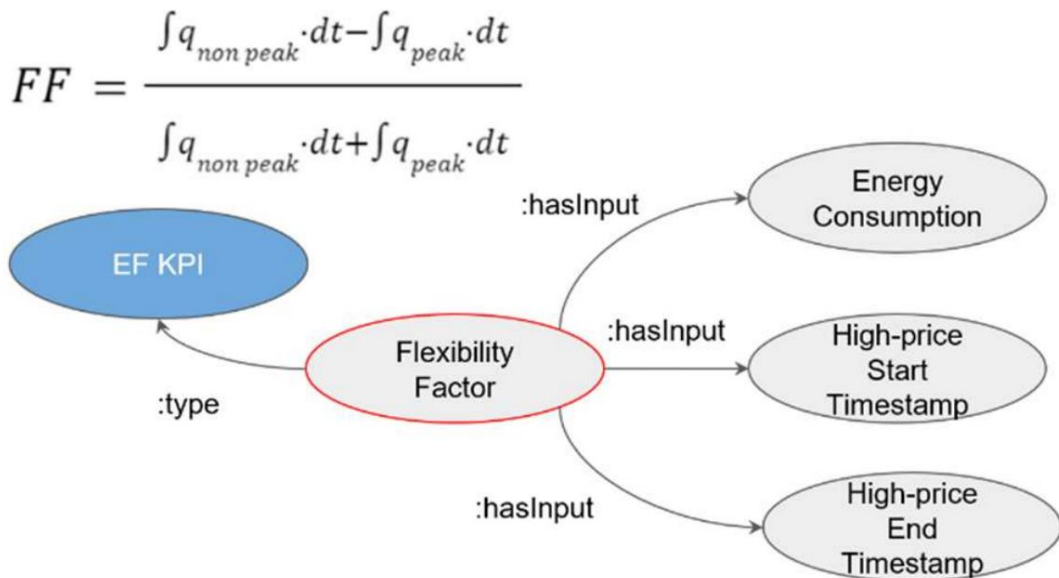 FF = ∫q_non peak·dt−∫q_peak·dt / ∫q_non peak·dt+∫q_peak·dt
:hasInput
Energy
Consumption
EF KPI
:hasInput
High-price
Start
Timestamp
Flexibility
Factor
:type
:hasInput
High-price
End
Timestamp